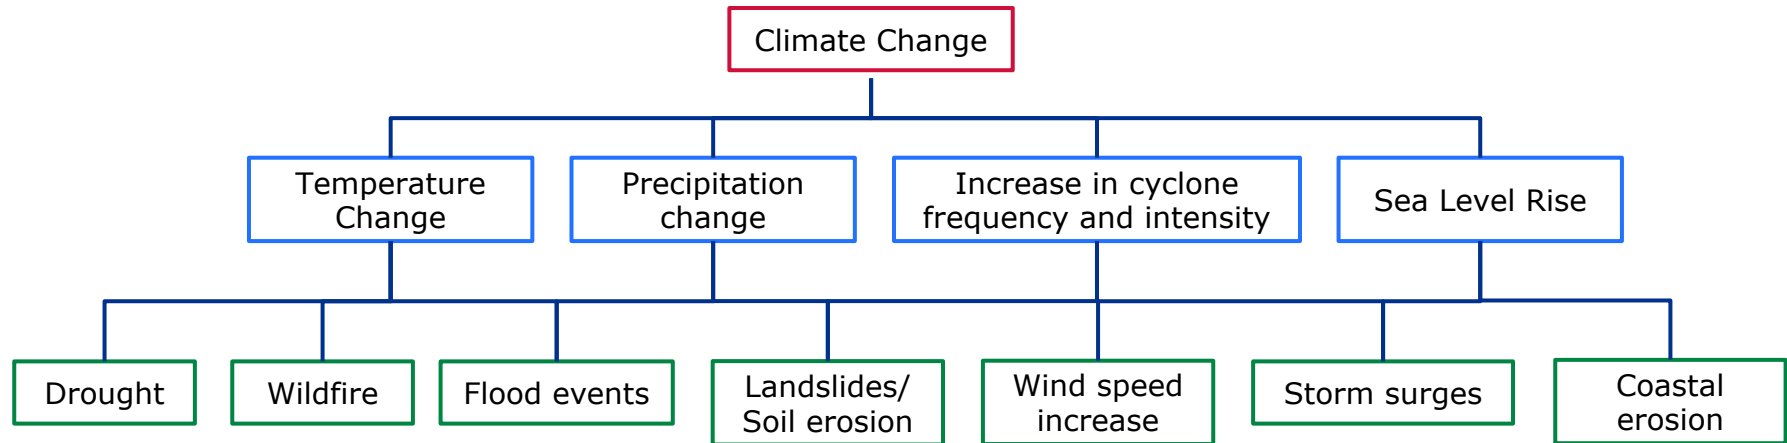 Climate Change
Temperature
Change
Precipitation
change
Increase in cyclone
frequency and intensity
Sea Level Rise
Drought
Wildfire
Flood events
Landslides/
Soil erosion
Wind speed
increase
Storm surges
Coastal
erosion